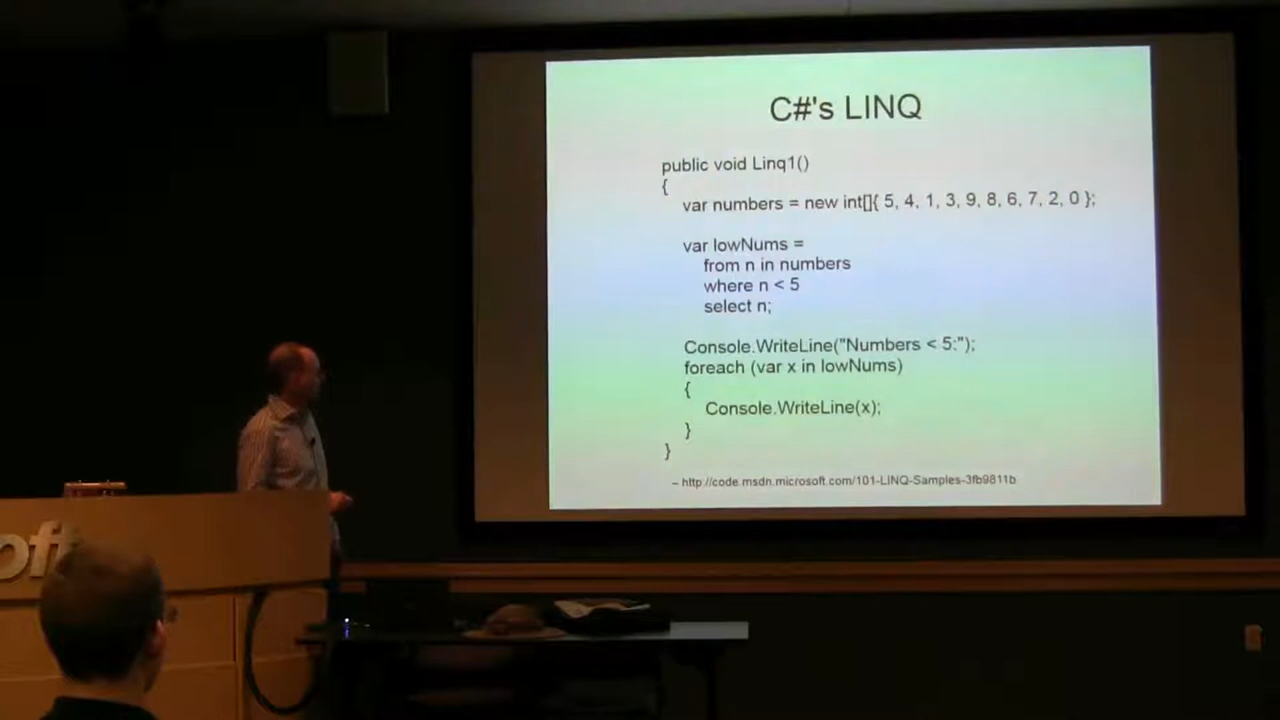 C#'s LINQ
public void Linq1()
{
var numbers = new int[]{ 5, 4, 1, 3, 9, 8, 6, 7, 2, 0 };
var lowNums =
from n in numbers
where n < 5
select n;
Console.WriteLine("Numbers < 5:");
foreach (var x in lowNums)
{
Console.WriteLine(x);
}
}
– http://code.msdn.microsoft.com/101-LINQ-Samples-3fb9811b
oft